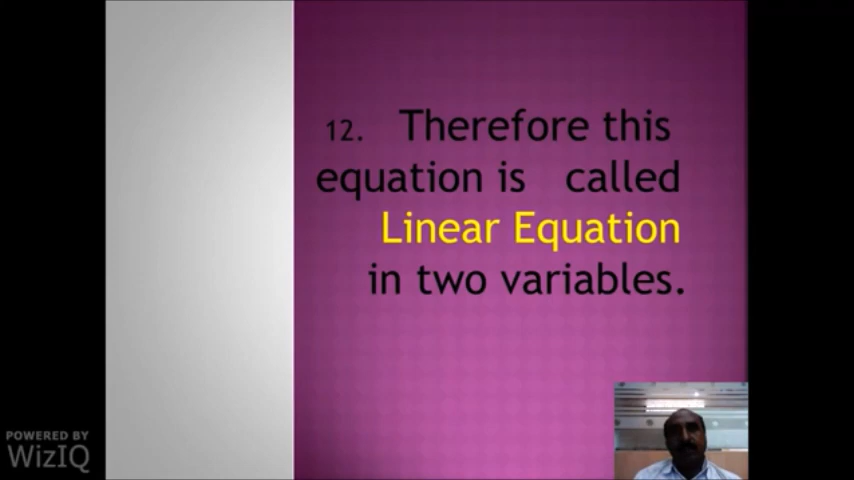 12. Therefore this
equation is called
Linear Equation
in two variables.
POWERED BY
WizIQ